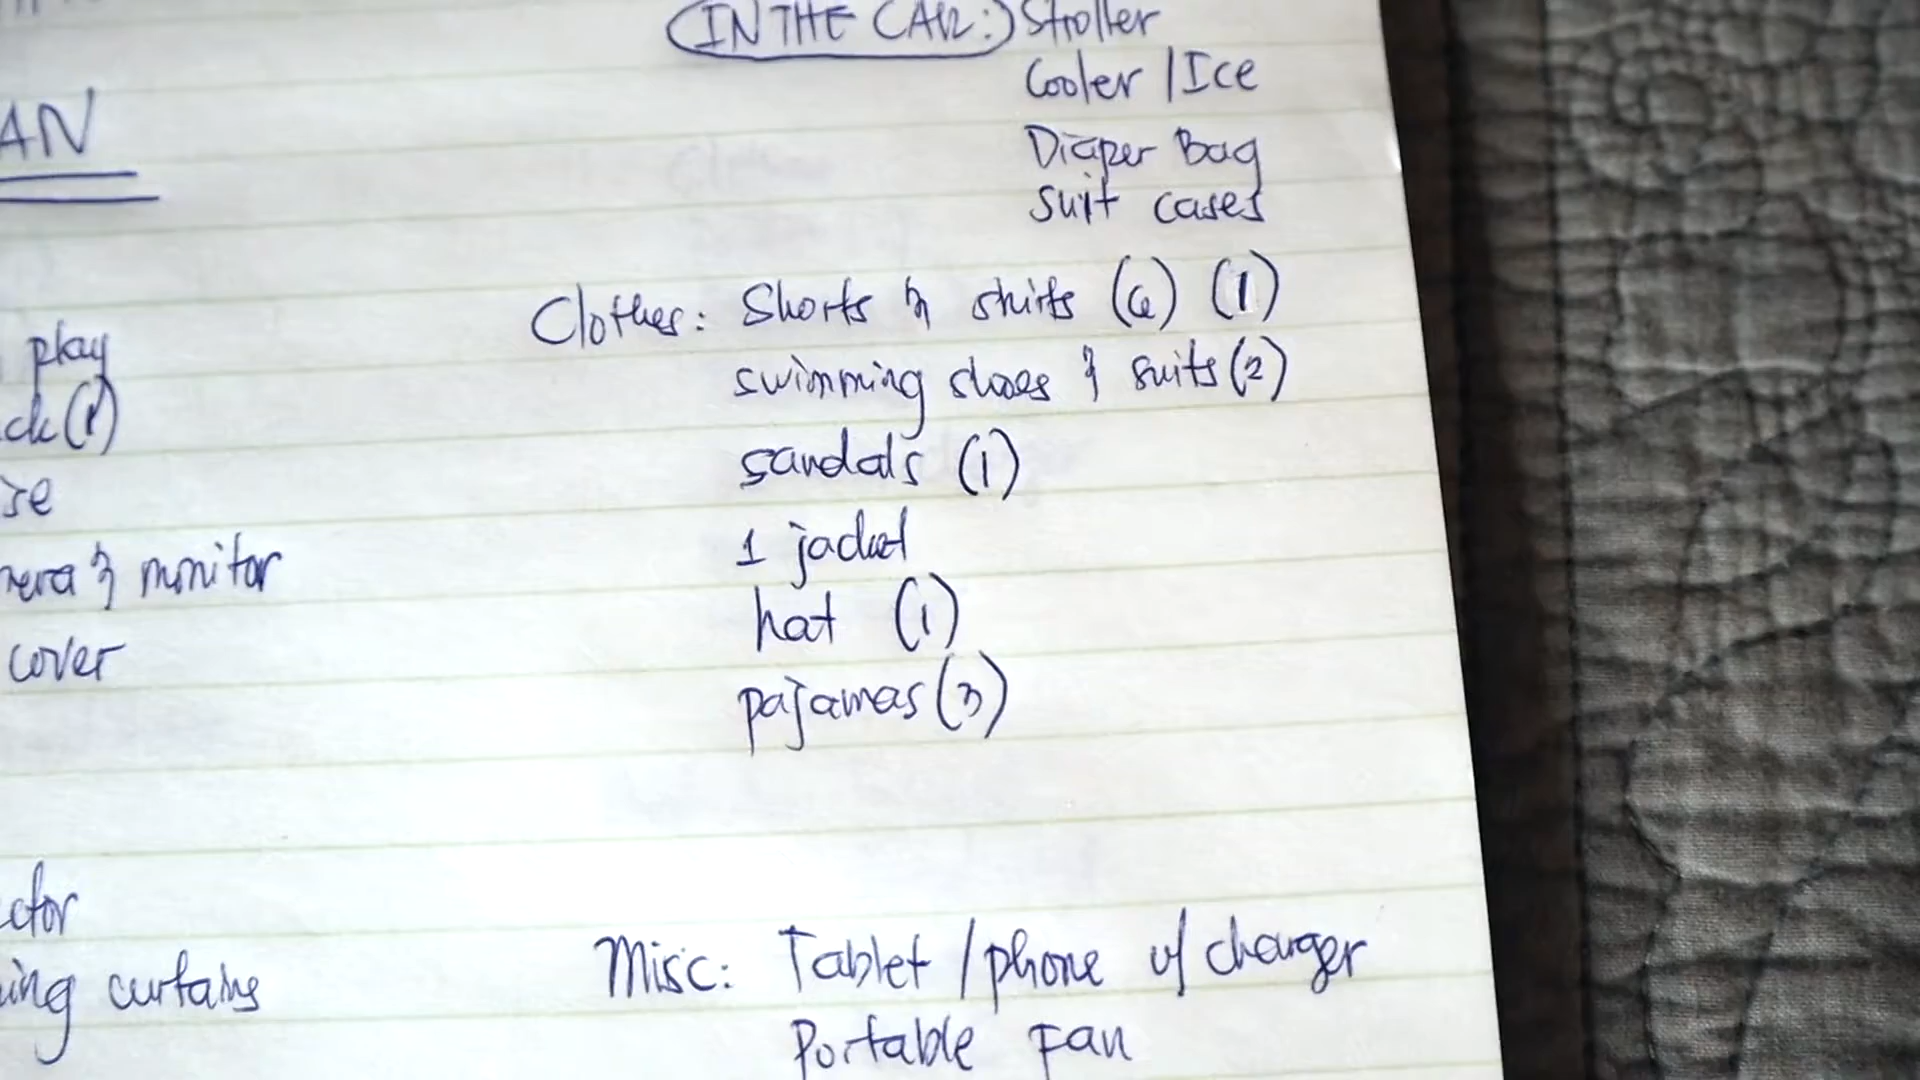 IN THE CAR: Stroller
Cooler / Ice
Diaper Bag
suit cases
AN
Clothes: Shorts & shirts (6) (1)
swimming shoes & suits (2)
sandals (1)
1 jacket
hat (1)
pajamas (3)
play
ck (1)
se
mera & monitor
cover
ctor
ing curtains
Misc: Tablet / phone w/ charger
Portable Fan